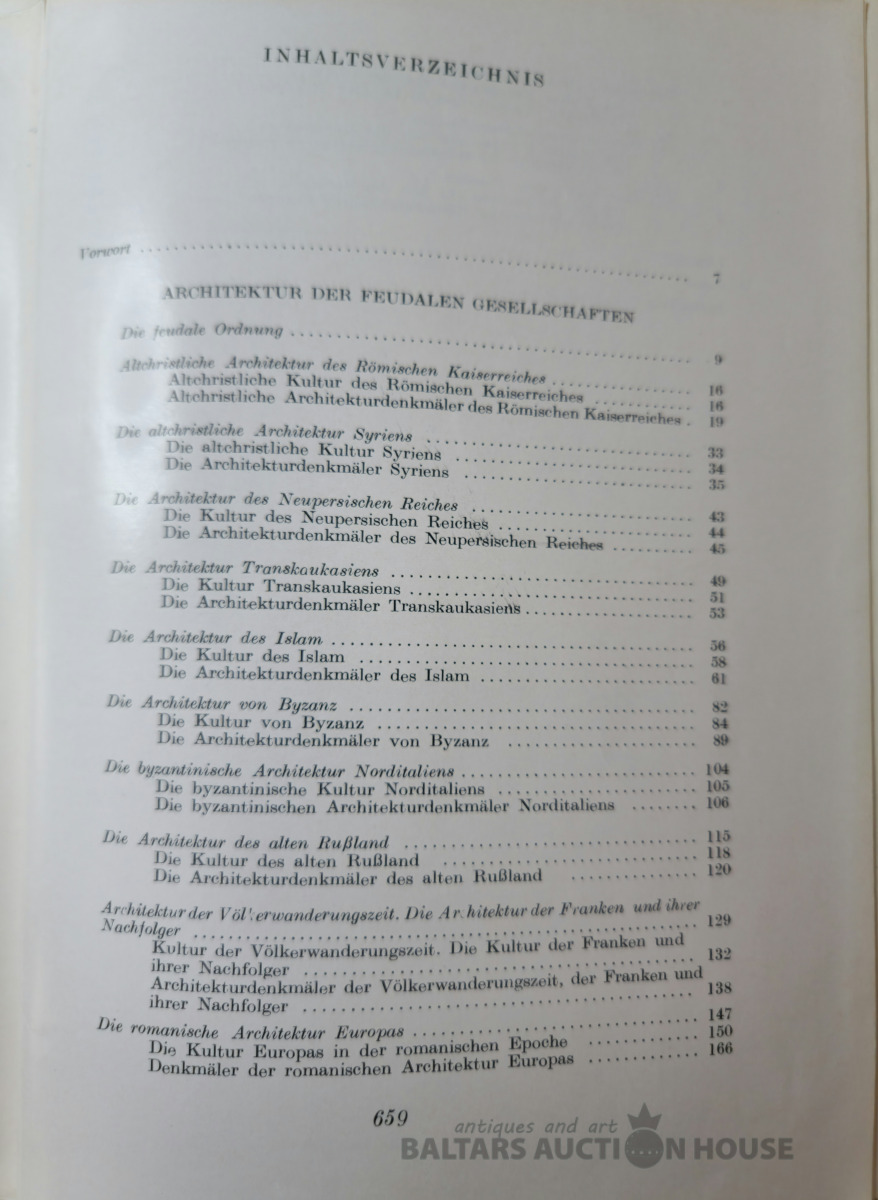 INHALTSVERZEICHNIS
Vorwort . . . . . . . . . . 7
ARCHITEKTUR DER FEUDALEN GESELLSCHAFTEN
Die feudale Ordnung . . . . . . . . . . 9
Altchristliche Architektur des Römischen Kaiserreiches . . . . . . . . . . 16
Altchristliche Kultur des Römischen Kaiserreiches . . . . . . . . . . 16
Altchristliche Architekturdenkmäler des Römischen Kaiserreiches . 19
Die altchristliche Architektur Syriens . . . . . . . . . . 33
Die altchristliche Kultur Syriens . . . . . . . . . . 34
Die Architekturdenkmäler Syriens . . . . . . . . . . 35
Die Architektur des Neupersischen Reiches . . . . . . . . . . 43
Die Kultur des Neupersischen Reiches . . . . . . . . . . 44
Die Architekturdenkmäler des Neupersischen Reiches . . . . . . . . . . 45
Die Architektur Transkaukasiens . . . . . . . . . . 49
Die Kultur Transkaukasiens . . . . . . . . . . 51
Die Architekturdenkmäler Transkaukasiens . . . . . . . . . . 53
Die Architektur des Islam . . . . . . . . . . 56
Die Kultur des Islam . . . . . . . . . . 58
Die Architekturdenkmäler des Islam . . . . . . . . . . 61
Die Architektur von Byzanz . . . . . . . . . . 82
Die Kultur von Byzanz . . . . . . . . . . 84
Die Architekturdenkmäler von Byzanz . . . . . . . . . . 89
Die byzantinische Architektur Norditaliens . . . . . . . . . . 104
Die byzantinische Kultur Norditaliens . . . . . . . . . . 105
Die byzantinischen Architekturdenkmäler Norditaliens . . . . . . . . 106
Die Architektur des alten Rußland . . . . . . . . . . 115
Die Kultur des alten Rußland . . . . . . . . . . 118
Die Architekturdenkmäler des alten Rußland . . . . . . . . . . 120
Architektur der Völkerwanderungszeit. Die Architektur der Franken und ihrer
Nachfolger . . . . . . . . . . 129
Kultur der Völkerwanderungszeit. Die Kultur der Franken und
ihrer Nachfolger . . . . . . . . . . 132
Architekturdenkmäler der Völkerwanderungszeit, der Franken und
ihrer Nachfolger . . . . . . . . . . 138
Die romanische Architektur Europas . . . . . . . . . . 147
Die Kultur Europas in der romanischen Epoche . . . . . . . . . . 150
Denkmäler der romanischen Architektur Europas . . . . . . . . . . 166
659
antiques and art
BALTARS AUCTION HOUSE